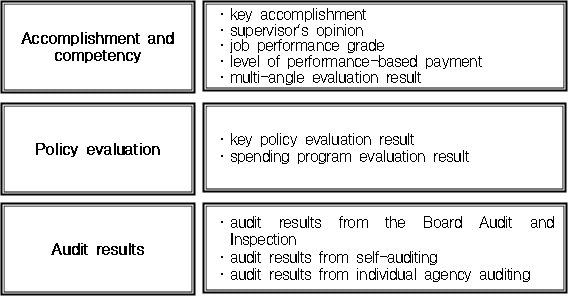 Accomplishment and
competency
· key accomplishment
· supervisor's opinion
· job performance grade
· level of performance-based payment
· multi-angle evaluation result
Policy evaluation
· key policy evaluation result
· spending program evaluation result
Audit results
· audit results from the Board Audit and
Inspection
· audit results from self-auditing
· audit results from individual agency auditing